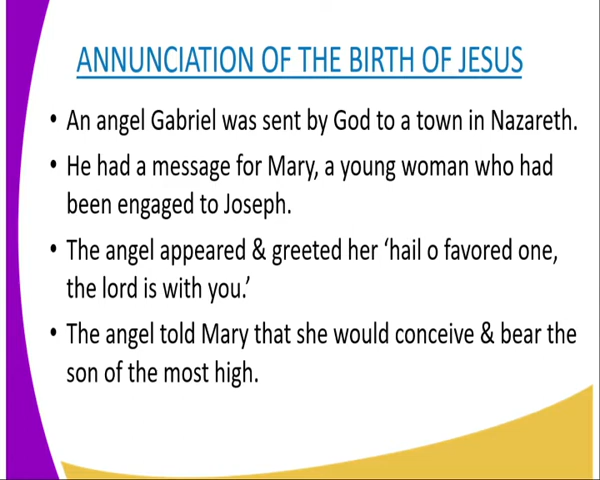 ANNUNCIATION OF THE BIRTH OF JESUS
• An angel Gabriel was sent by God to a town in Nazareth.
• He had a message for Mary, a young woman who had
been engaged to Joseph.
• The angel appeared & greeted her ‘hail o favored one,
the lord is with you.’
• The angel told Mary that she would conceive & bear the
son of the most high.